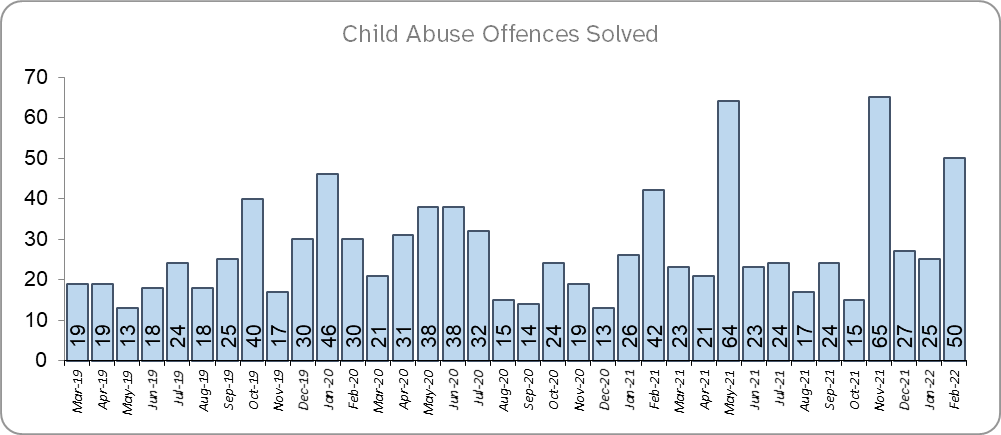 Child Abuse Offences Solved
70
60
50
40
30
20
10
0
19 19 13 18 24 18 25 40 17 30 46 30 21 31 38 38 32 15 14 24 19 13 26 42 23 21 64 23 24 17 24 15 65 27 25 50
Mar-19 Apr-19 May-19 Jun-19 Jul-19 Aug-19 Sep-19 Oct-19 Nov-19 Dec-19 Jan-20 Feb-20 Mar-20 Apr-20 May-20 Jun-20 Jul-20 Aug-20 Sep-20 Oct-20 Nov-20 Dec-20 Jan-21 Feb-21 Mar-21 Apr-21 May-21 Jun-21 Jul-21 Aug-21 Sep-21 Oct-21 Nov-21 Dec-21 Jan-22 Feb-22